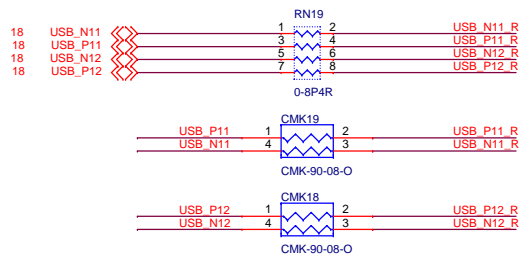 RN19
18 USB_N11 1 2 USB_N11_R
18 USB_P11 3 4 USB_P11_R
18 USB_N12 5 6 USB_N12_R
18 USB_P12 7 8 USB_P12_R
0-8P4R
CMK19
USB_P11 1 2 USB_P11_R
USB_N11 4 3 USB_N11_R
CMK-90-08-O
CMK18
USB_P12 1 2 USB_P12_R
USB_N12 4 3 USB_N12_R
CMK-90-08-O